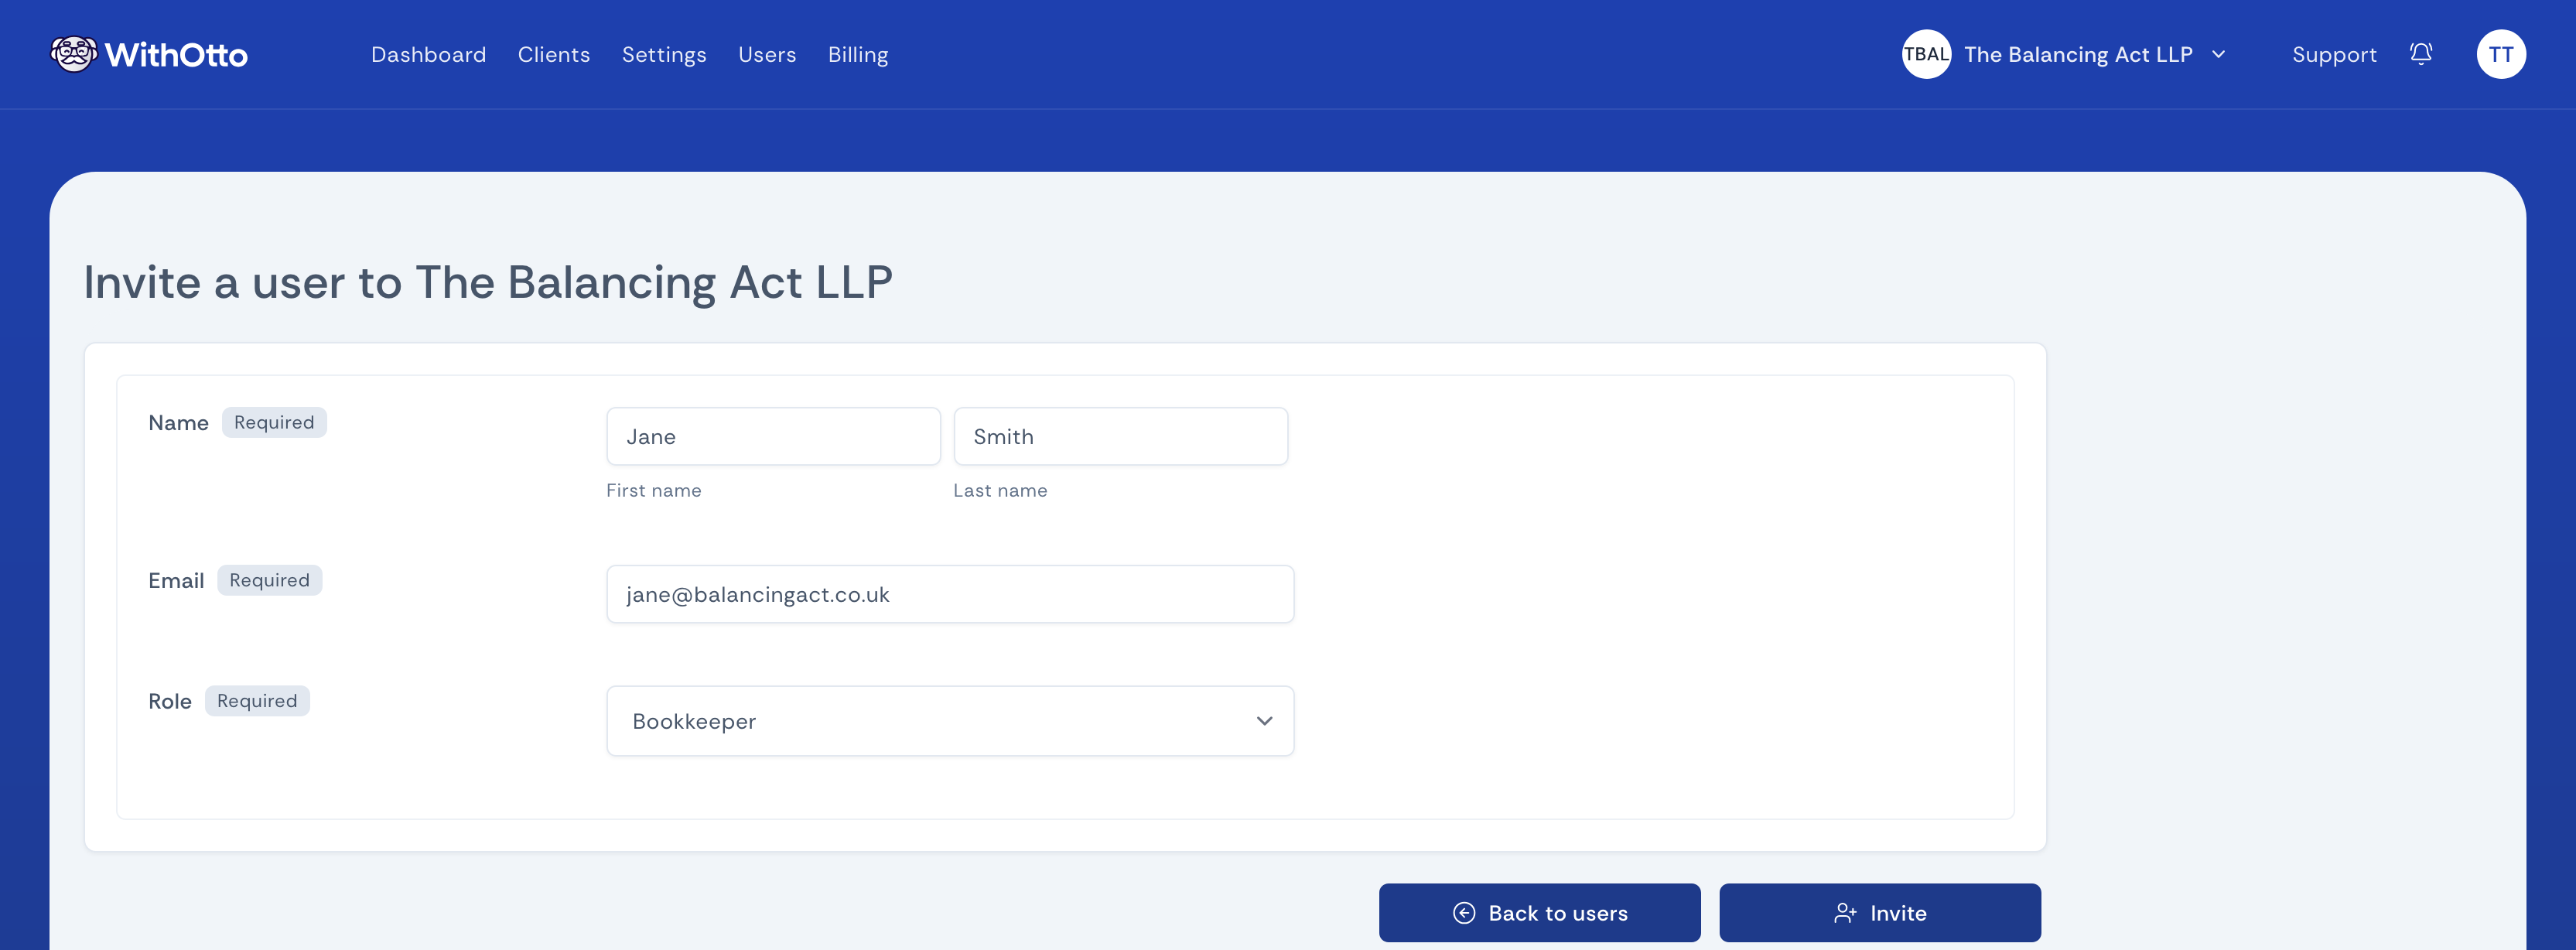 WithOtto Dashboard Clients Settings Users Billing TBAL The Balancing Act LLP Support TT
Invite a user to The Balancing Act LLP
Name Required Jane Smith
First name Last name
Email Required jane@balancingact.co.uk
Role Required Bookkeeper
Back to users Invite